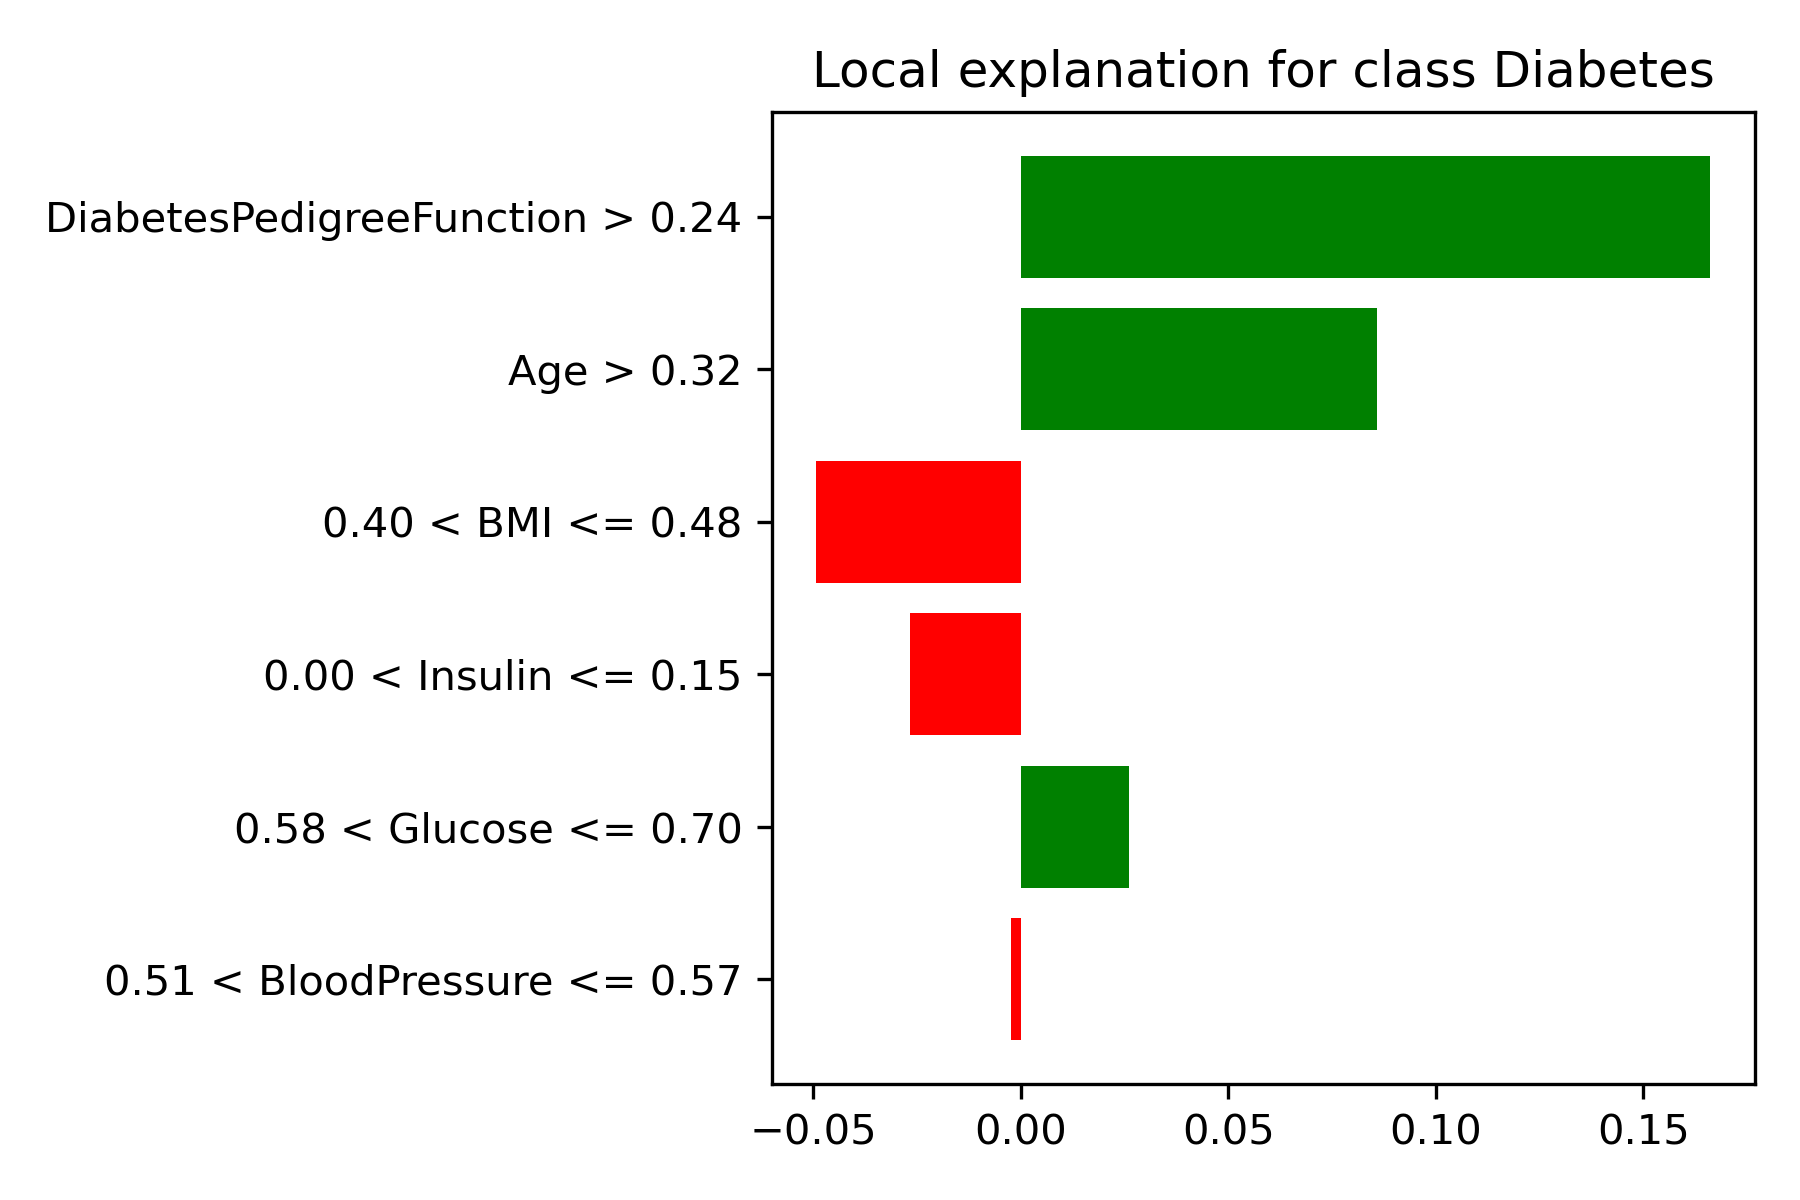 Local explanation for class Diabetes
DiabetesPedigreeFunction > 0.24
Age > 0.32
0.40 < BMI <= 0.48
0.00 < Insulin <= 0.15
0.58 < Glucose <= 0.70
0.51 < BloodPressure <= 0.57
−0.05 0.00 0.05 0.10 0.15